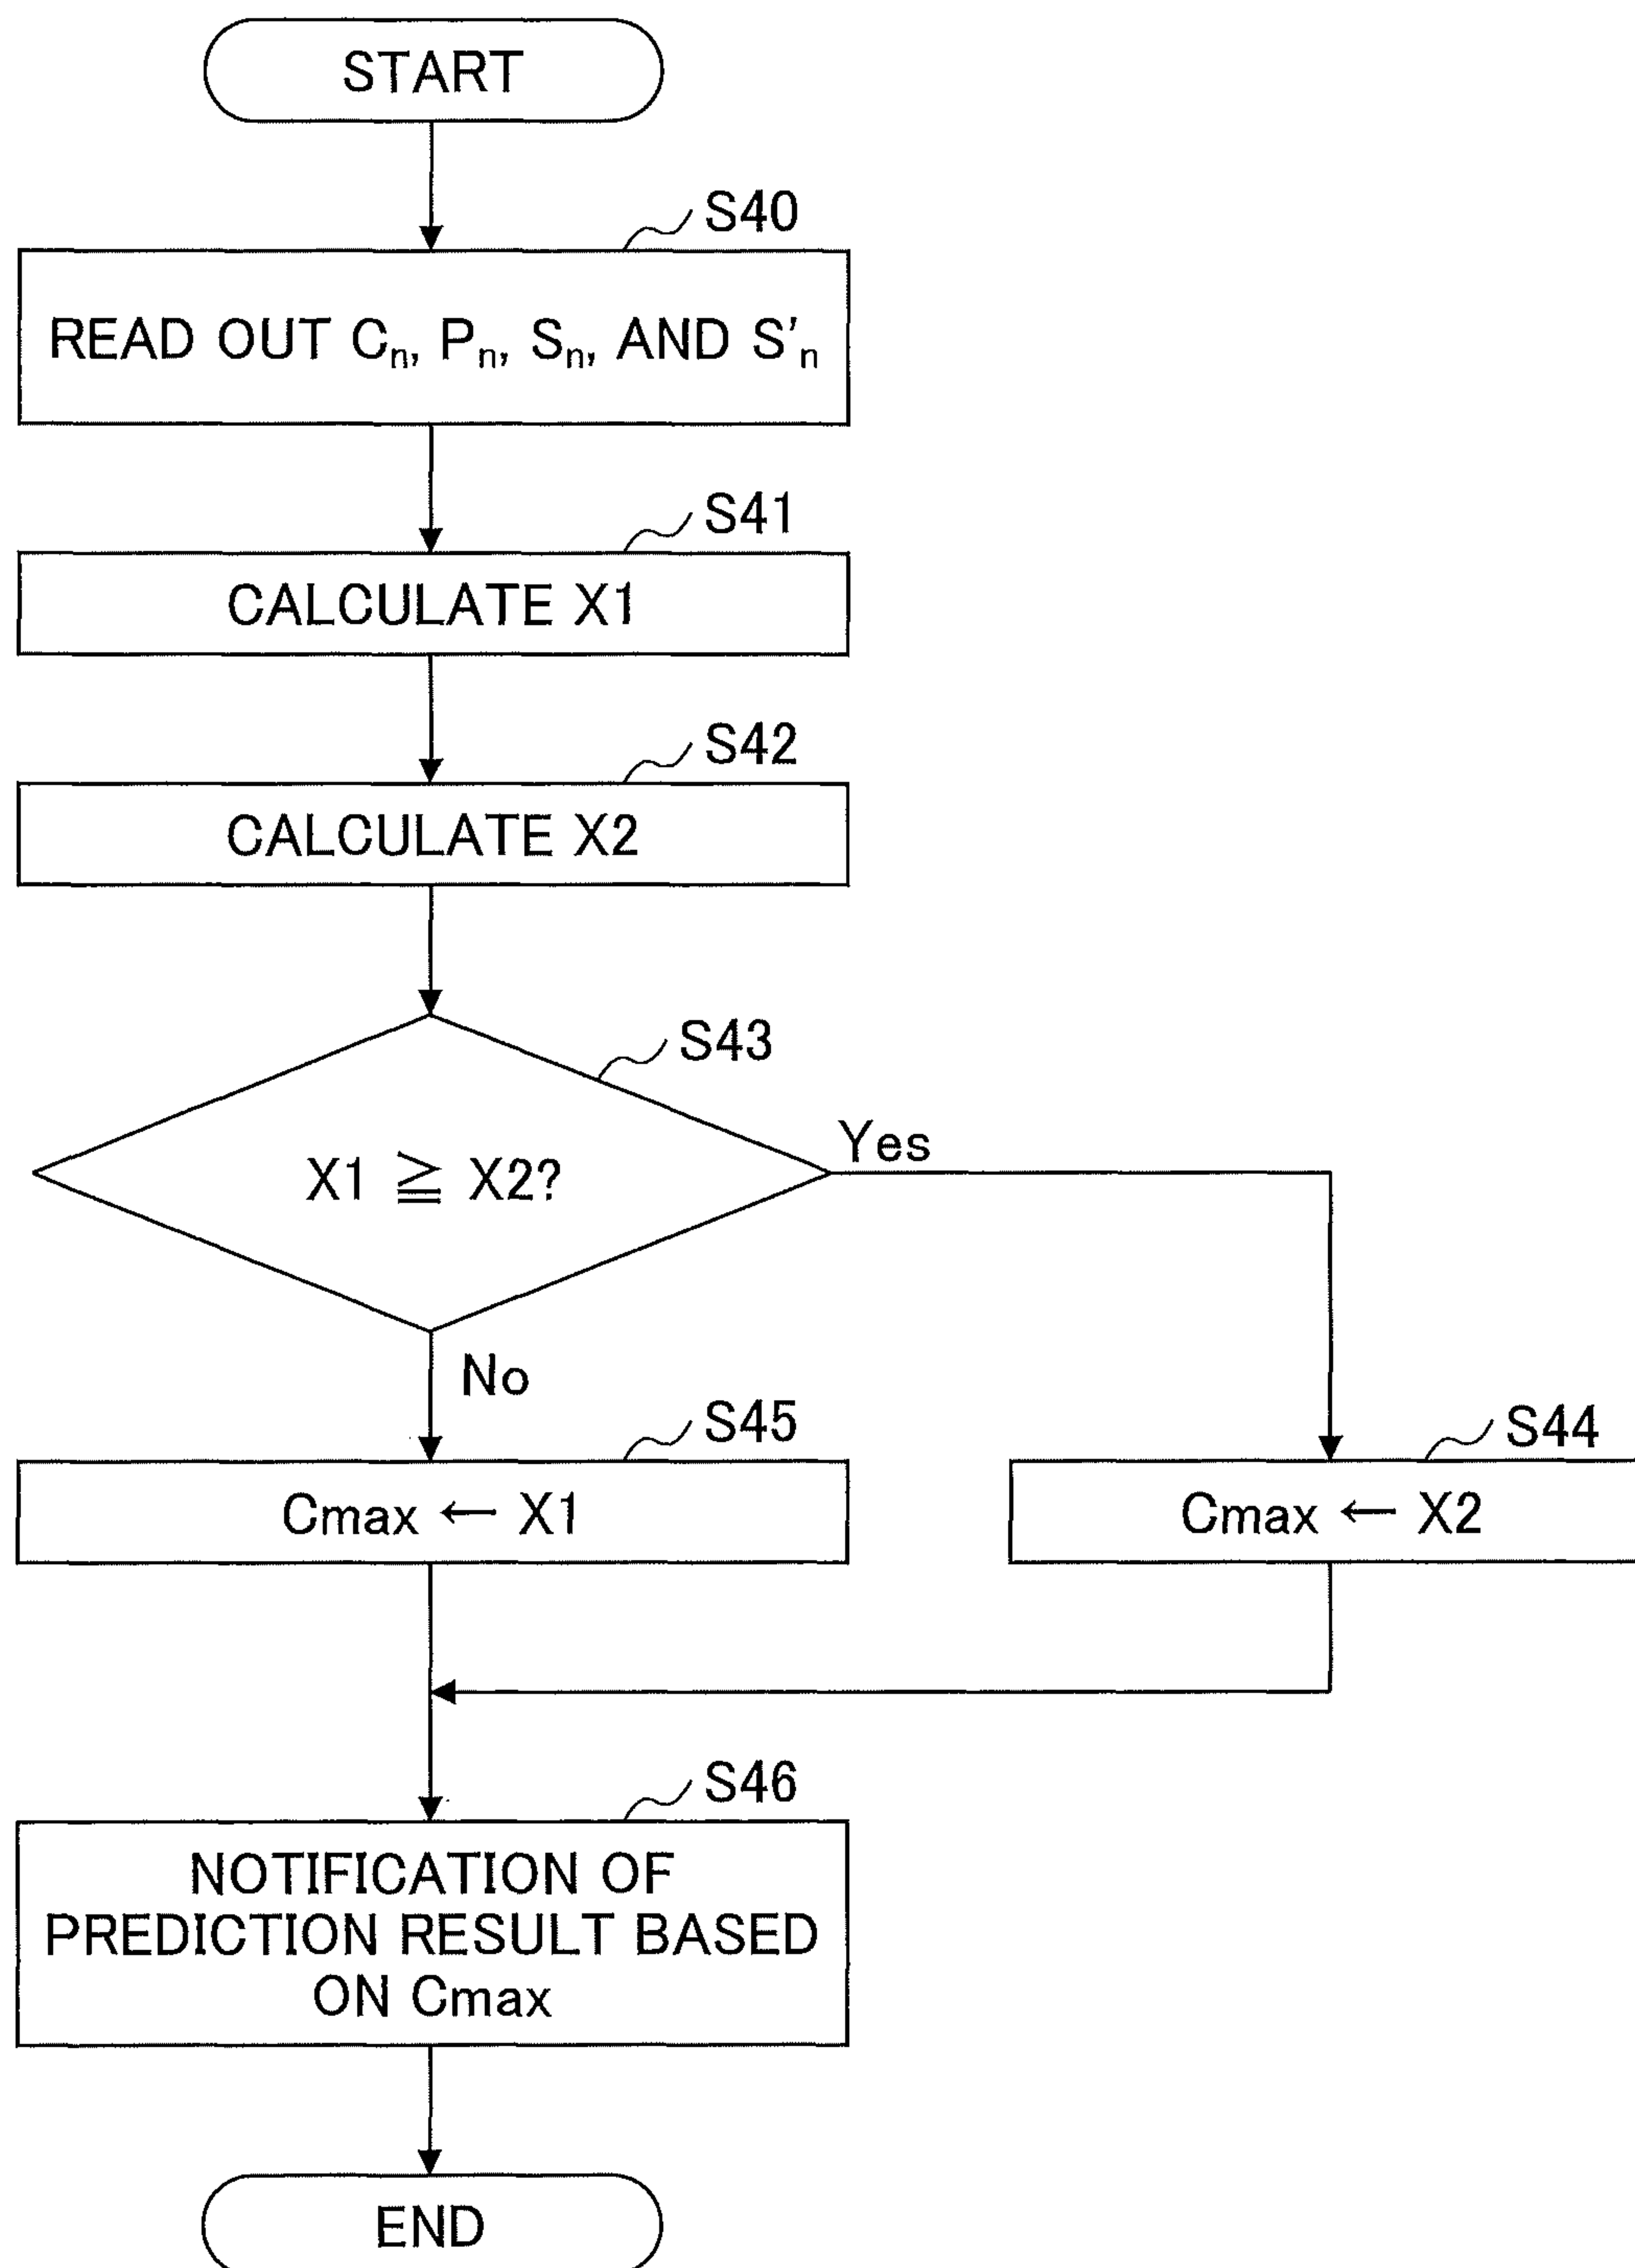 START
S40
READ OUT Cn, Pn, Sn, AND S'n
S41
CALCULATE X1
S42
CALCULATE X2
S43
X1 ≧ X2?
Yes
No
S45
Cmax ← X1
S44
Cmax ← X2
S46
NOTIFICATION OF
PREDICTION RESULT BASED
ON Cmax
END